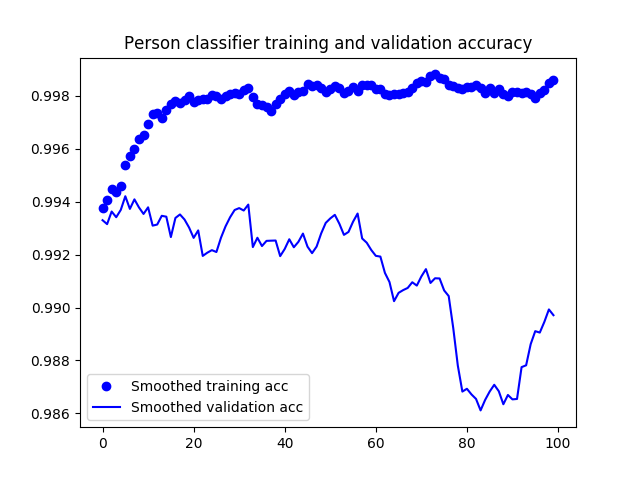 Person classifier training and validation accuracy
0.998
0.996
0.994
0.992
0.990
0.988
0.986
Smoothed training acc
Smoothed validation acc
0 20 40 60 80 100